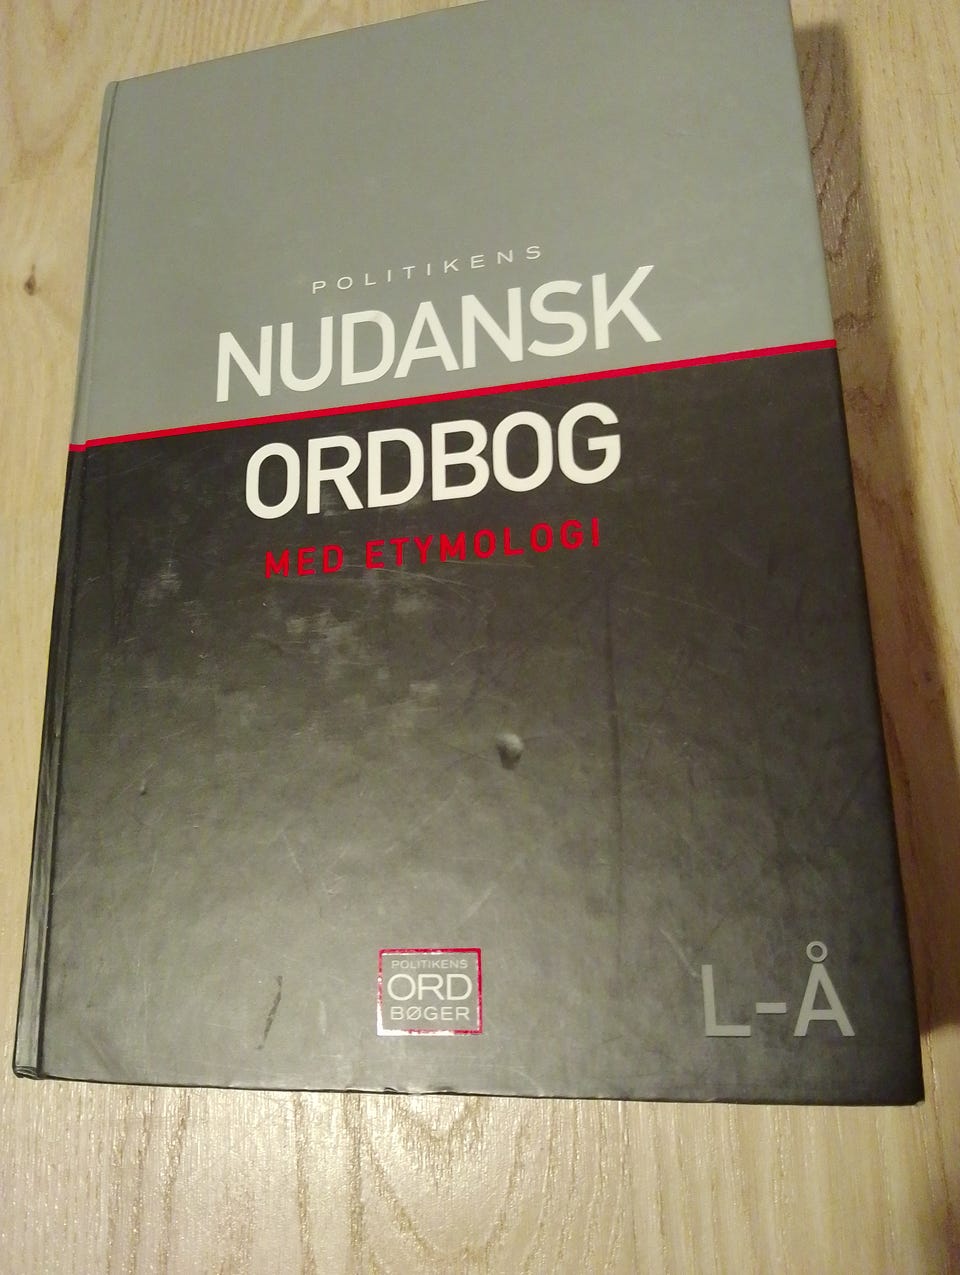 POLITIKENS
NUDANSK
ORDBOG
MED ETYMOLOGI
POLITIKENS
ORD
BØGER
L-Å